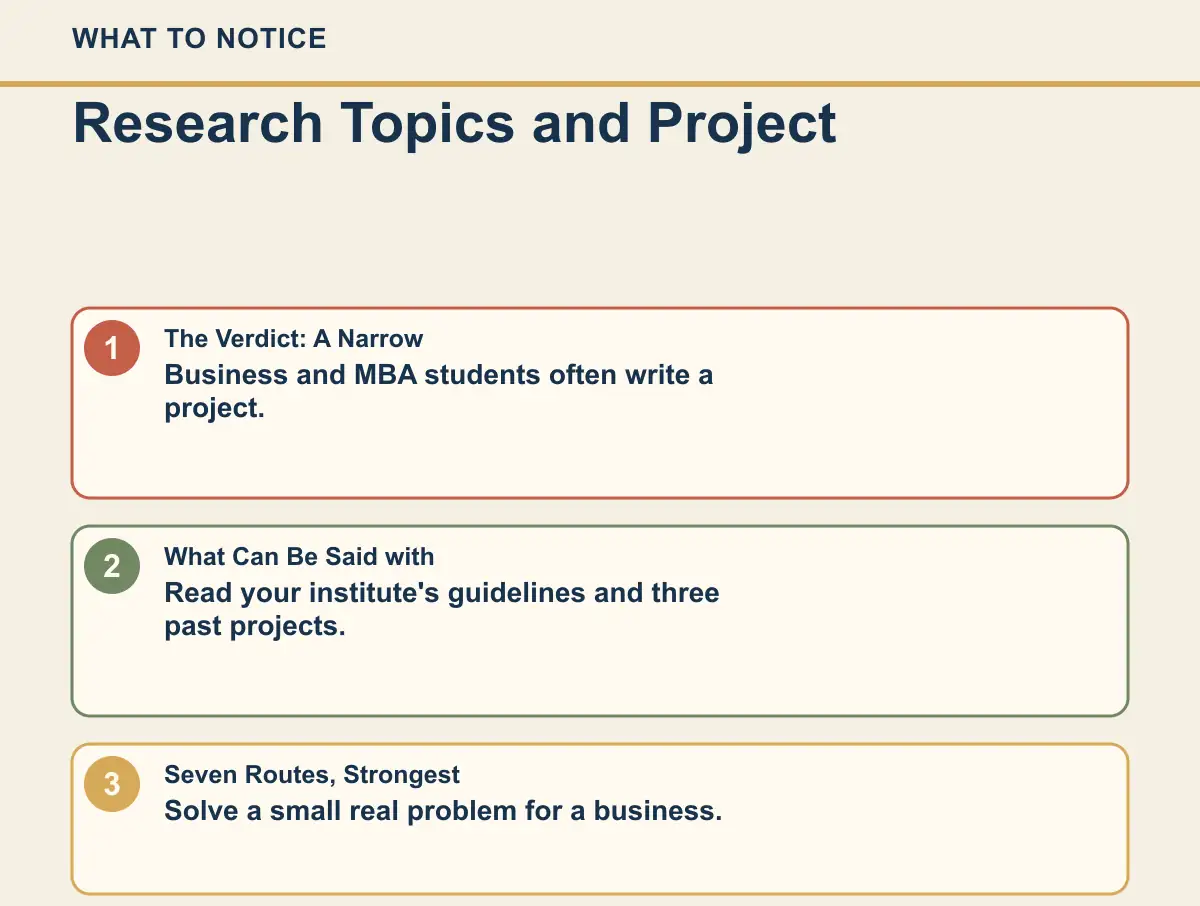 WHAT TO NOTICE
Research Topics and Project
1
The Verdict: A Narrow
Business and MBA students often write a
project.
2
What Can Be Said with
Read your institute's guidelines and three
past projects.
3
Seven Routes, Strongest
Solve a small real problem for a business.